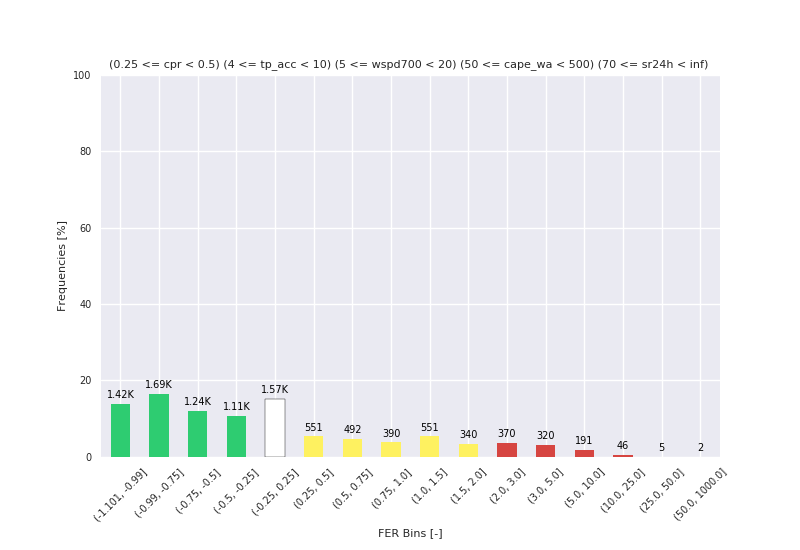 (0.25 <= cpr < 0.5) (4 <= tp_acc < 10) (5 <= wspd700 < 20) (50 <= cape_wa < 500) (70 <= sr24h < inf)
100
80
60
40
20
0
Frequencies [%]
1.42K 1.69K 1.24K 1.11K 1.57K 551 492 390 551 340 370 320 191 46 5 2
(-1.101, -0.99] (-0.99, -0.75] (-0.75, -0.5] (-0.5, -0.25] (-0.25, 0.25] (0.25, 0.5] (0.5, 0.75] (0.75, 1.0] (1.0, 1.5] (1.5, 2.0] (2.0, 3.0] (3.0, 5.0] (5.0, 10.0] (10.0, 25.0] (25.0, 50.0] (50.0, 1000.0]
FER Bins [-]